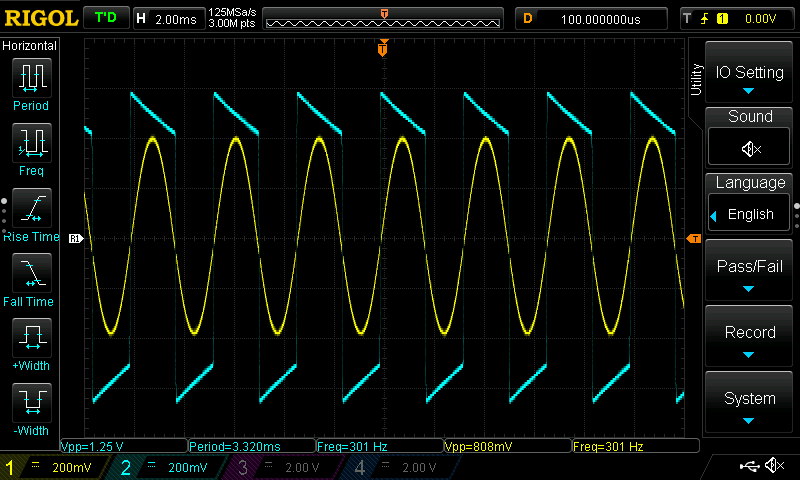 RIGOL T'D H 2.00ms 125MSa/s 3.00M pts T D 100.000000us T 1 0.00V
Horizontal
Period
Freq
Rise Time
Fall Time
+Width
-Width
T
R1
T
Utility
IO Setting
Sound
Language
English
Pass/Fail
Record
System
Vpp=1.25 V Period=3.320ms Freq=301 Hz Vpp=808mV Freq=301 Hz
1 200mV 2 200mV 3 2.00 V 4 2.00 V